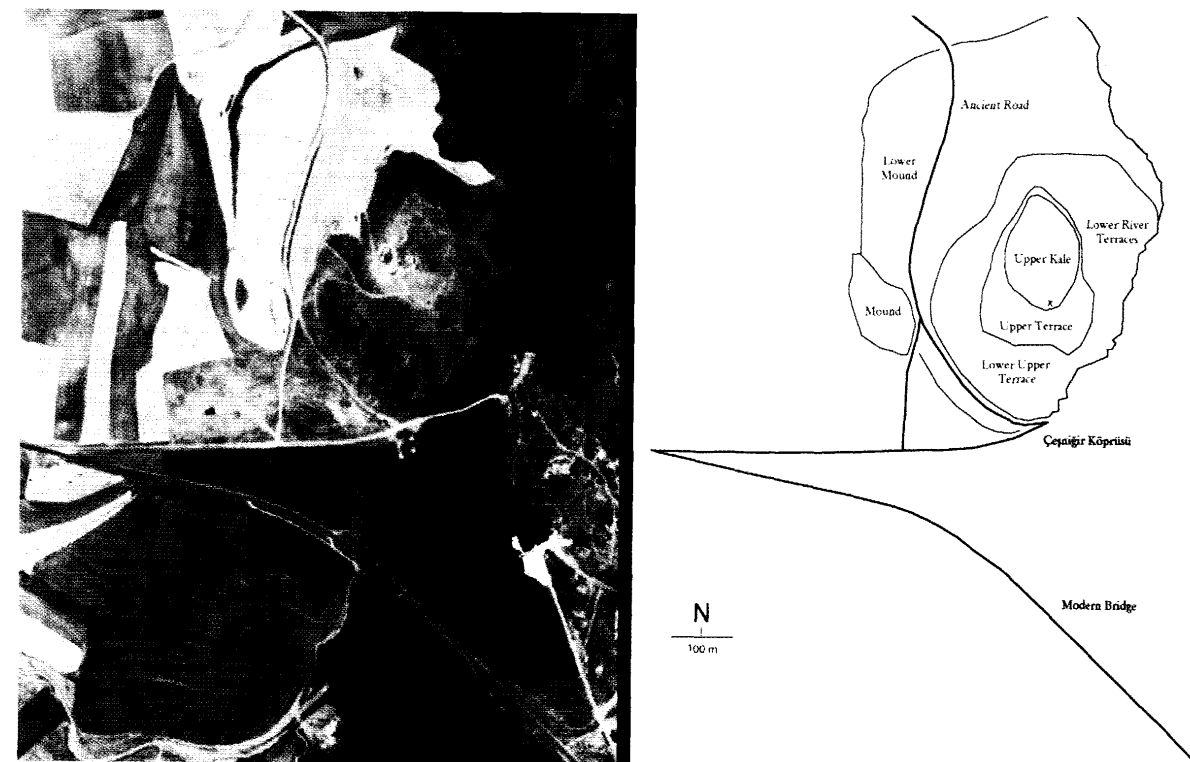 Ancient Road
Lower
Mound
Lower River
Terraces
Upper Kale
x
Mound
Upper Terrace
Lower Upper
Terrace
Çeşniğir Köprüsü
Modern Bridge
N
100 m